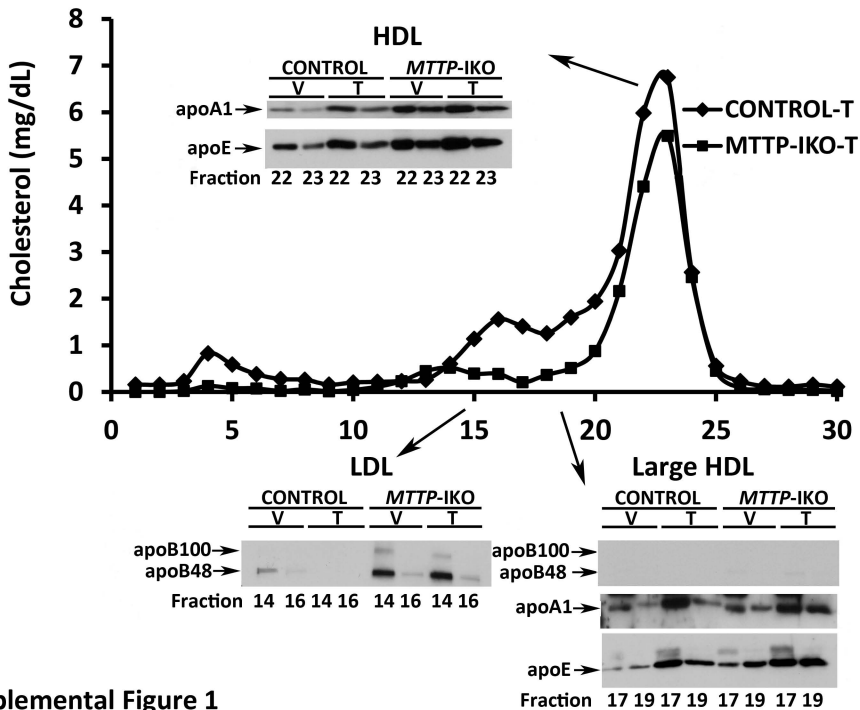 8
7
6
5
4
3
2
1
0
Cholesterol (mg/dL)
HDL
CONTROL MTTP-IKO
V T V T
apoA1
apoE
Fraction 22 23 22 23 22 23 22 23
CONTROL-T
MTTP-IKO-T
0 5 10 15 20 25 30
LDL
CONTROL MTTP-IKO
V T V T
apoB100
apoB48
Fraction 14 16 14 16 14 16 14 16
Large HDL
CONTROL MTTP-IKO
V T V T
apoB100
apoB48
apoA1
apoE
Fraction 17 19 17 19 17 19 17 19
plemental Figure 1